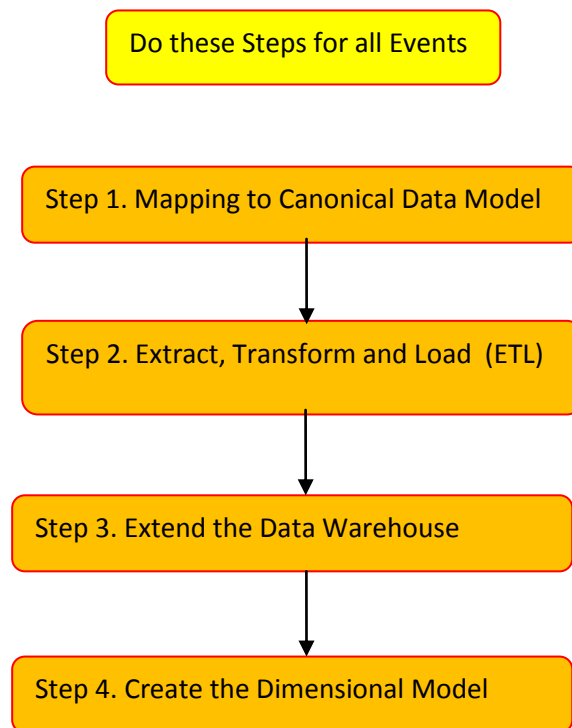 Do these Steps for all Events
Step 1. Mapping to Canonical Data Model
Step 2. Extract, Transform and Load  (ETL)
Step 3. Extend the Data Warehouse
Step 4. Create the Dimensional Model